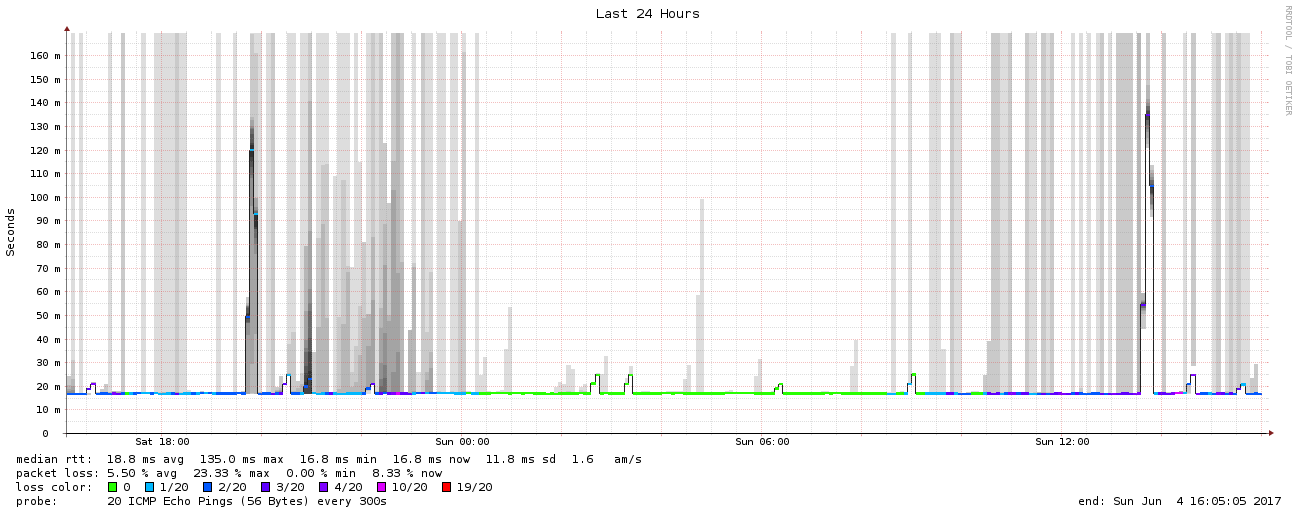 Last 24 Hours
RRDTOOL / TOBI OETIKER
Seconds
160 m
150 m
140 m
130 m
120 m
110 m
100 m
90 m
80 m
70 m
60 m
50 m
40 m
30 m
20 m
10 m
0
Sat 18:00 Sun 00:00 Sun 06:00 Sun 12:00
median rtt: 18.8 ms avg 135.0 ms max 16.8 ms min 16.8 ms now 11.8 ms sd 1.6 am/s
packet loss: 5.50 % avg 23.33 % max 0.00 % min 8.33 % now
loss color: 0 1/20 2/20 3/20 4/20 10/20 19/20
probe: 20 ICMP Echo Pings (56 Bytes) every 300s end: Sun Jun 4 16:05:05 2017